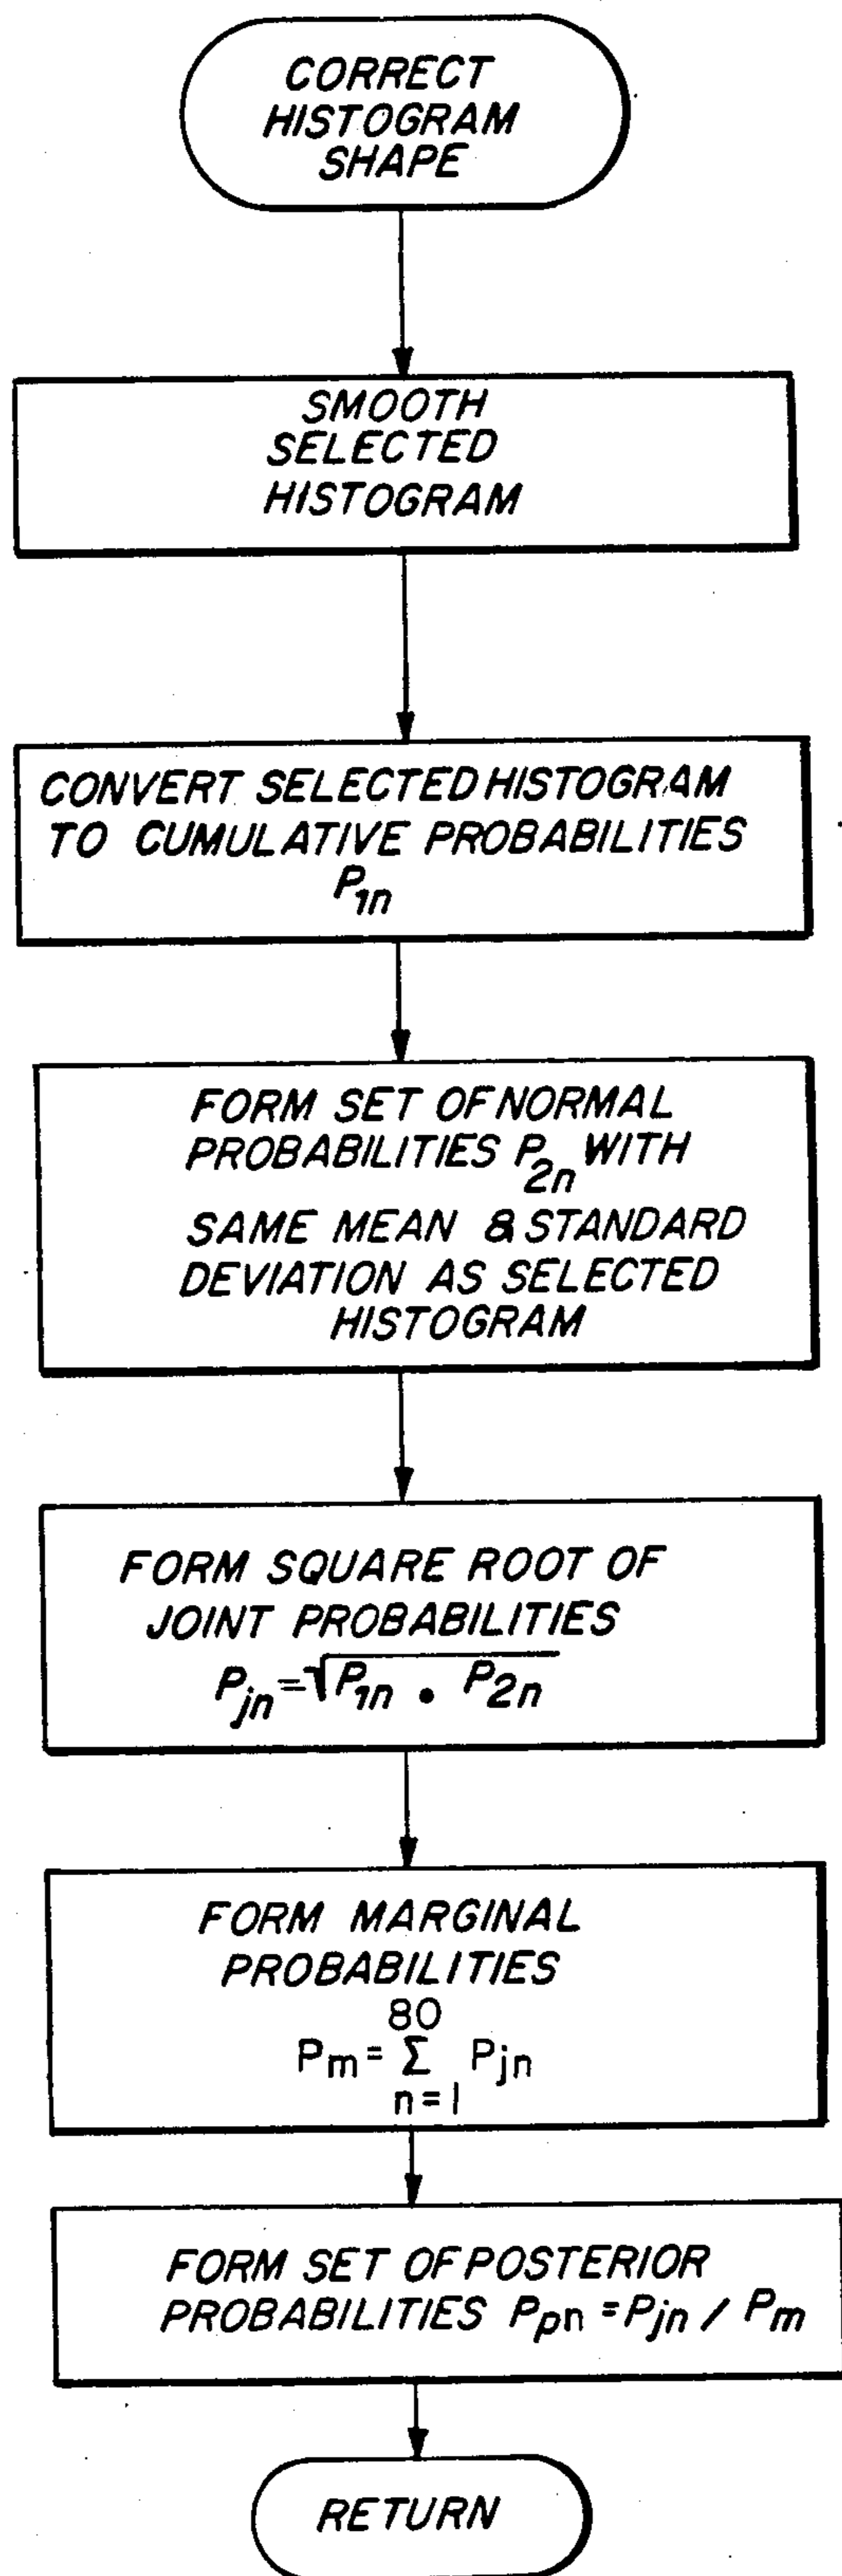 CORRECT
HISTOGRAM
SHAPE
SMOOTH
SELECTED
HISTOGRAM
CONVERT SELECTED HISTOGRAM
TO CUMULATIVE PROBABILITIES
P1n
FORM SET OF NORMAL
PROBABILITIES P2n WITH
SAME MEAN & STANDARD
DEVIATION AS SELECTED
HISTOGRAM
FORM SQUARE ROOT OF
JOINT PROBABILITIES
Pjn=√P1n • P2n
FORM MARGINAL
PROBABILITIES
80
Pm = Σ Pjn
n=1
FORM SET OF POSTERIOR
PROBABILITIES Ppn = Pjn / Pm
RETURN